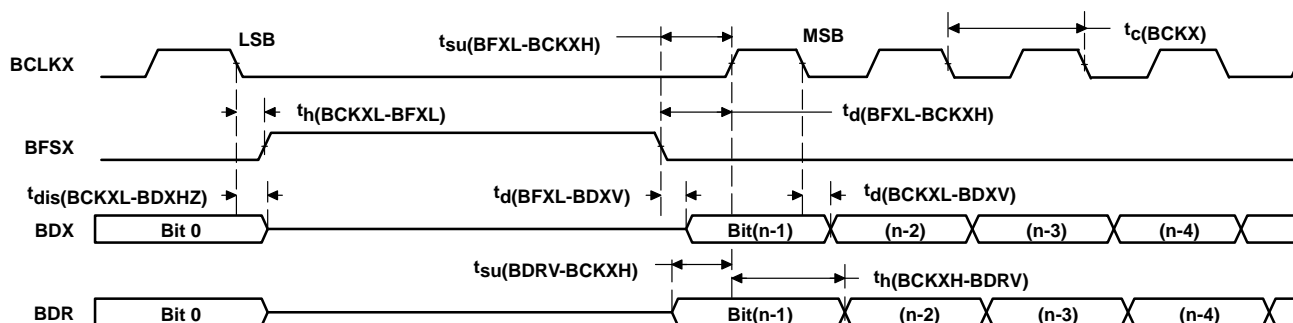 LSB
t_su(BFXL-BCKXH)
MSB
t_c(BCKX)
BCLKX
t_h(BCKXL-BFXL)
t_d(BFXL-BCKXH)
BFSX
t_dis(BCKXL-BDXHZ)
t_d(BFXL-BDXV)
t_d(BCKXL-BDXV)
BDX
Bit 0
Bit(n-1)
(n-2)
(n-3)
(n-4)
t_su(BDRV-BCKXH)
t_h(BCKXH-BDRV)
BDR
Bit 0
Bit(n-1)
(n-2)
(n-3)
(n-4)